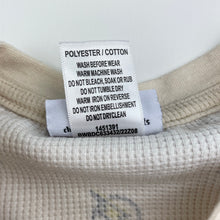 POLYESTER / COTTON
WASH BEFORE WEAR
WARM MACHINE WASH
DO NOT BLEACH, SOAK OR RUB
DO NOT TUMBLE DRY
WARM IRON ON REVERSE
DO NOT IRON EMBELLISHMENT
DO NOT DRYCLEAN
1451391